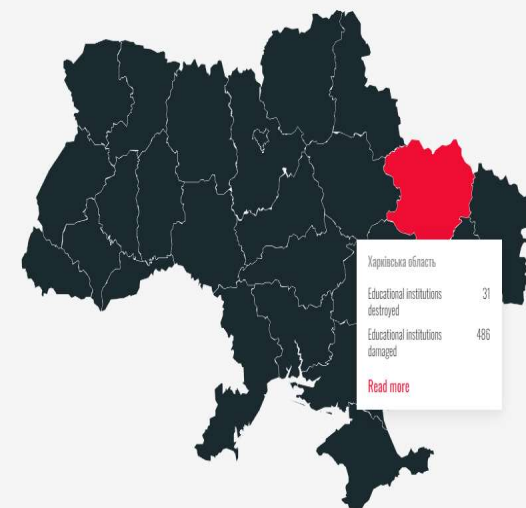 Харківська область
Educational institutions 31
destroyed
Educational institutions 486
damaged
Read more